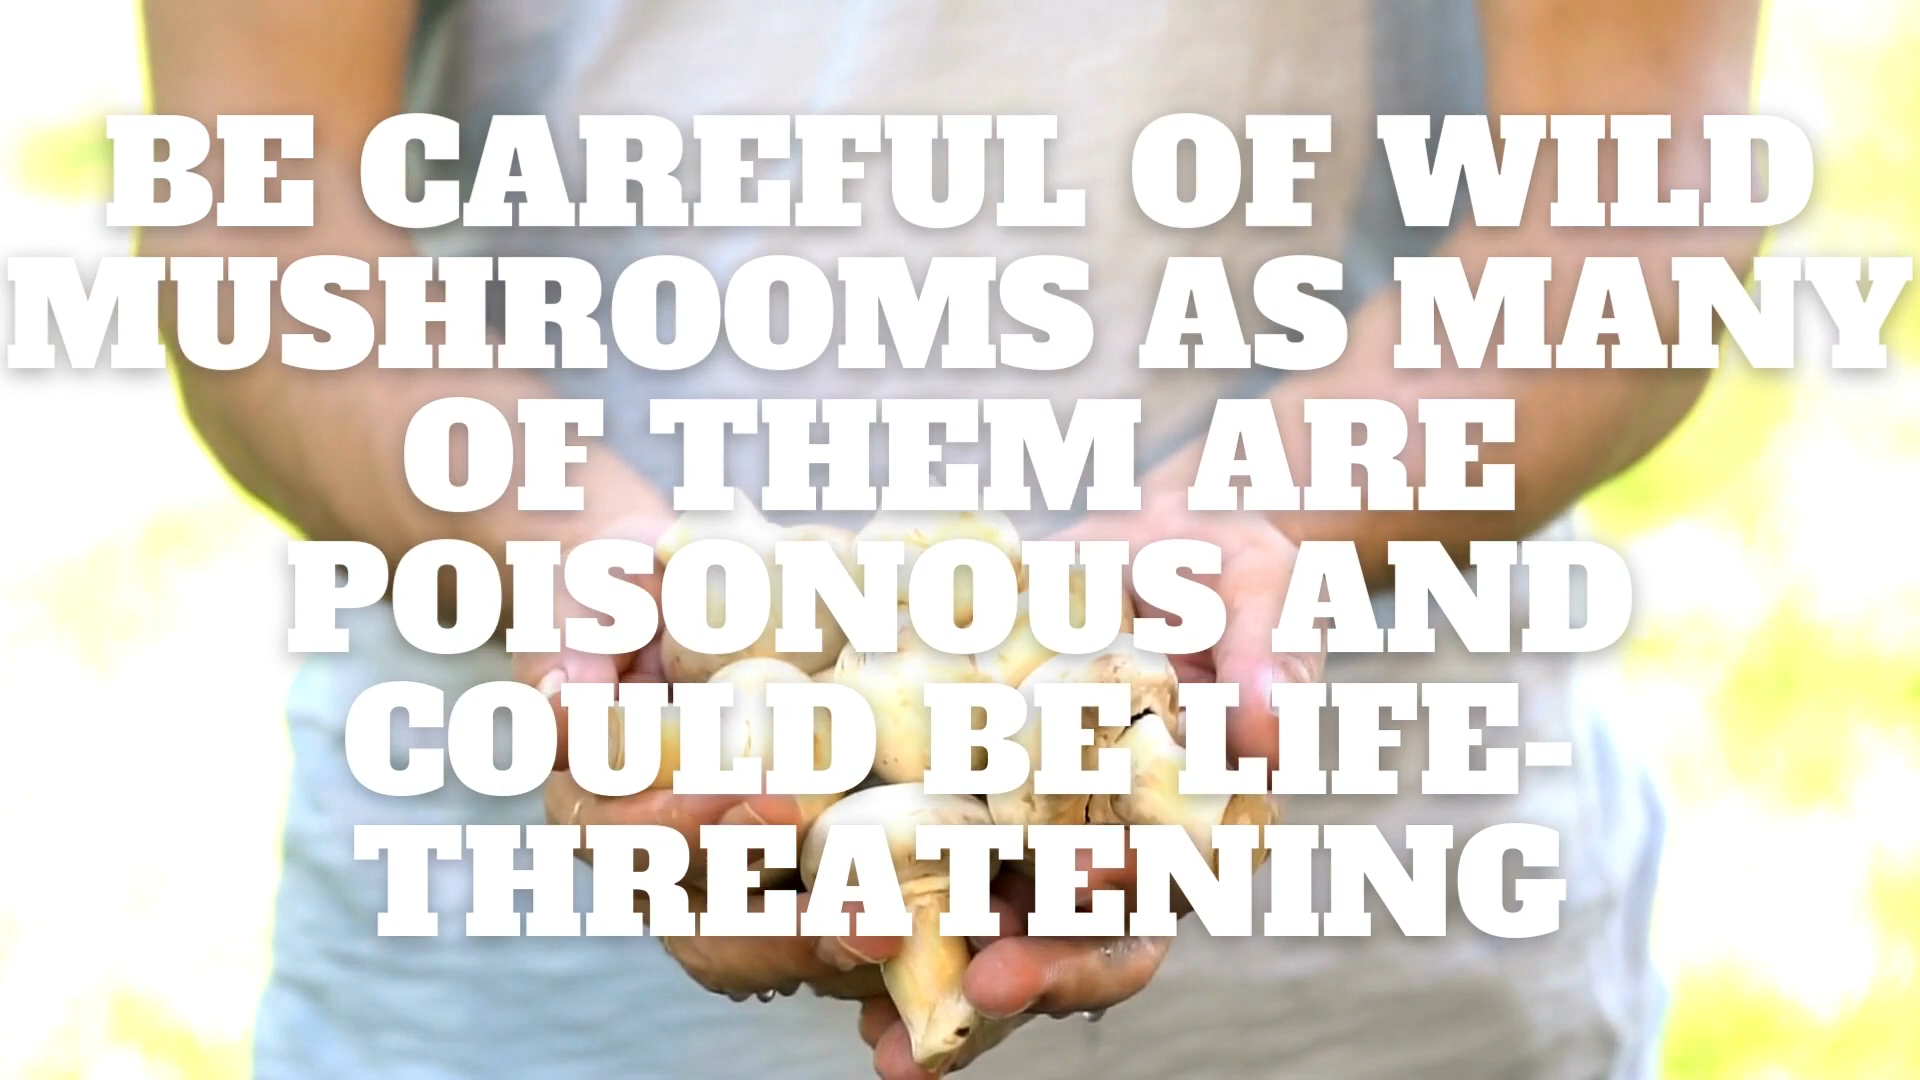 BE CAREFUL OF WILD
MUSHROOMS AS MANY
OF THEM ARE
POISONOUS AND
COULD BE LIFE-
THREATENING